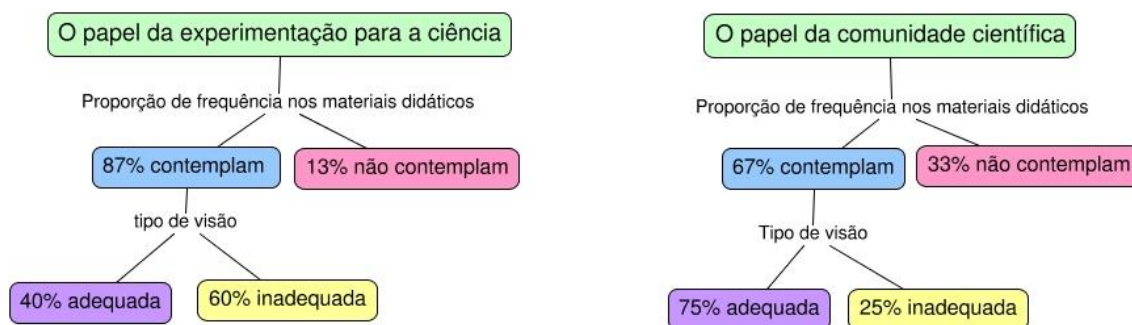 O papel da experimentação para a ciência
Proporção de frequência nos materiais didáticos
87% contemplam
13% não contemplam
tipo de visão
40% adequada
60% inadequada
O papel da comunidade científica
Proporção de frequência nos materiais didáticos
67% contemplam
33% não contemplam
Tipo de visão
75% adequada
25% inadequada